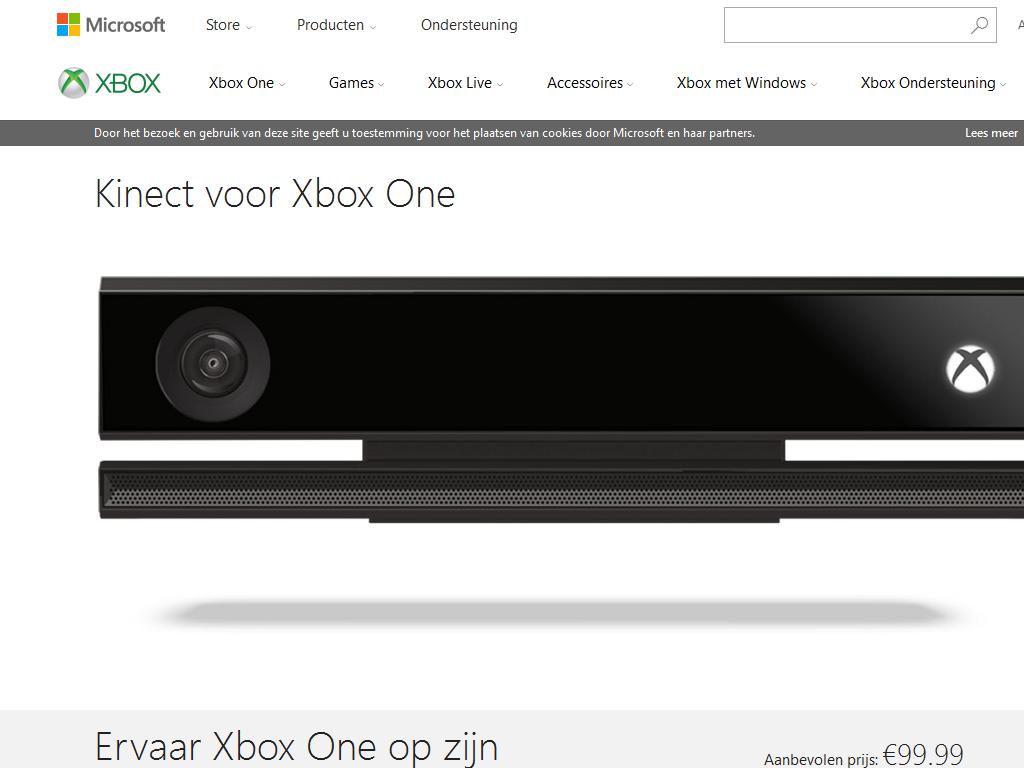 Microsoft Store Producten Ondersteuning
XBOX Xbox One Games Xbox Live Accessoires Xbox met Windows Xbox Ondersteuning
Door het bezoek en gebruik van deze site geeft u toestemming voor het plaatsen van cookies door Microsoft en haar partners. Lees meer
Kinect voor Xbox One
Ervaar Xbox One op zijn
Aanbevolen prijs: €99.99